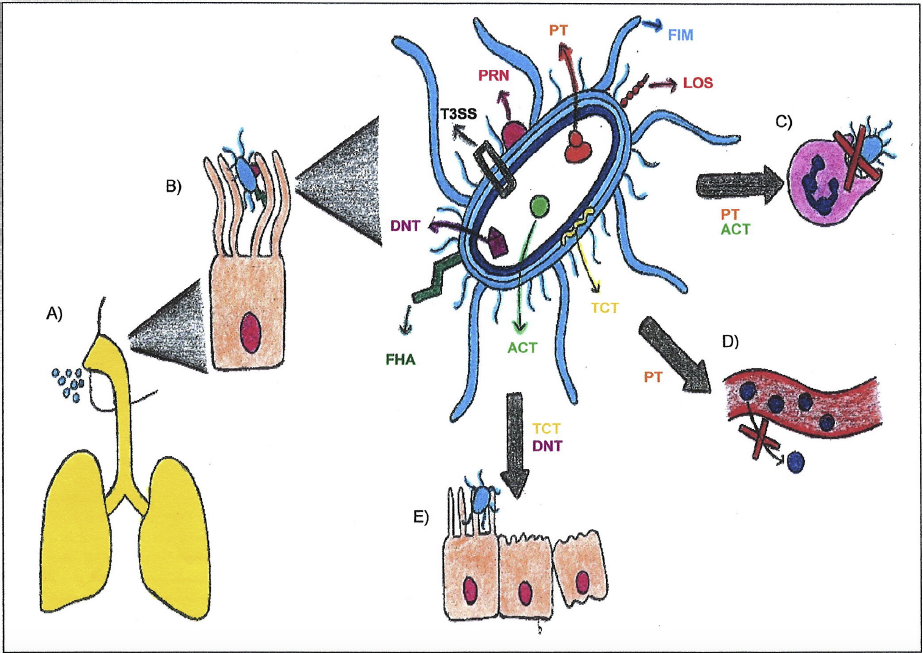 PT
FIM
PRN
LOS
T3SS
C)
B)
PT
ACT
DNT
A)
TCT
D)
FHA
ACT
PT
TCT
DNT
E)